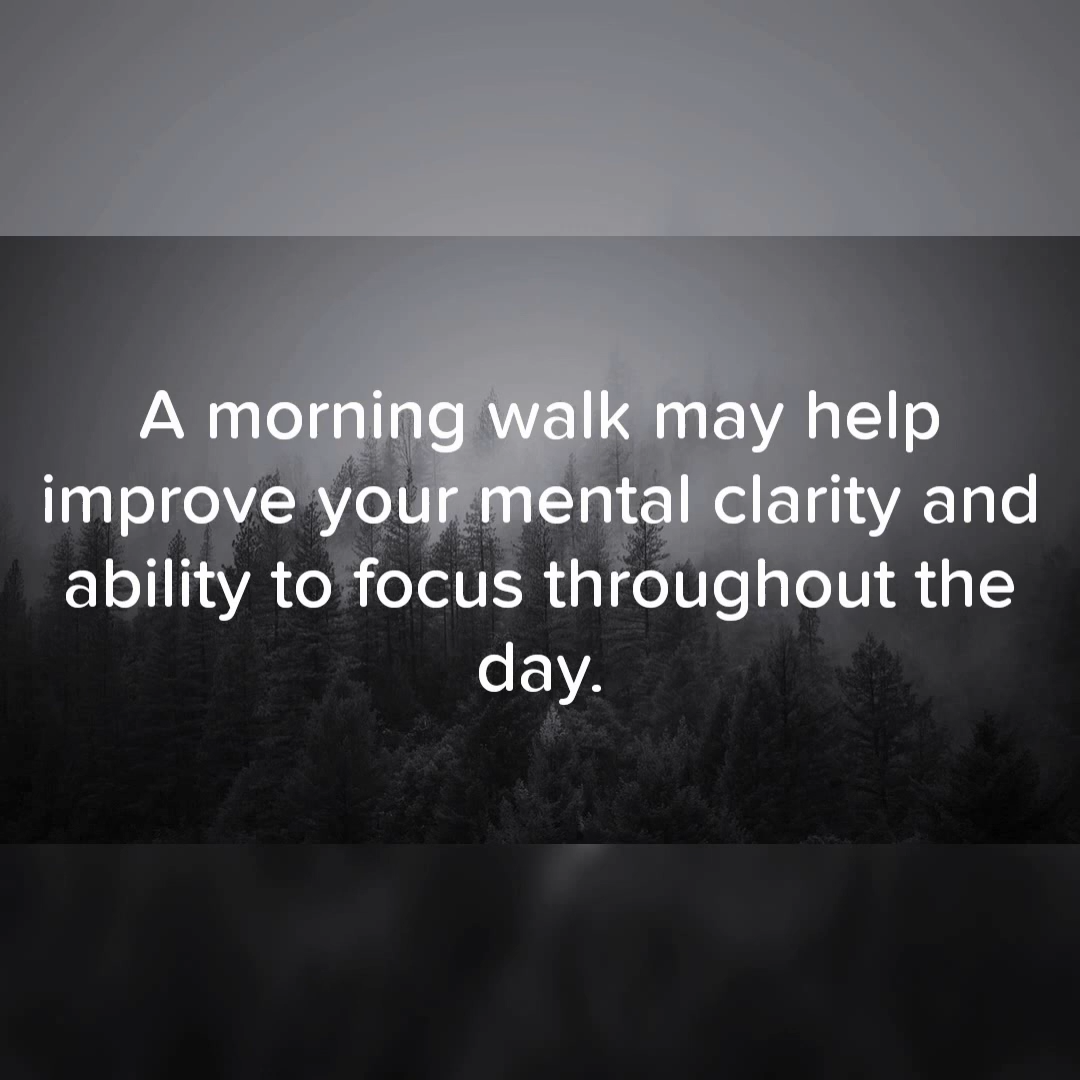 A morning walk may help
improve your mental clarity and
ability to focus throughout the
day.